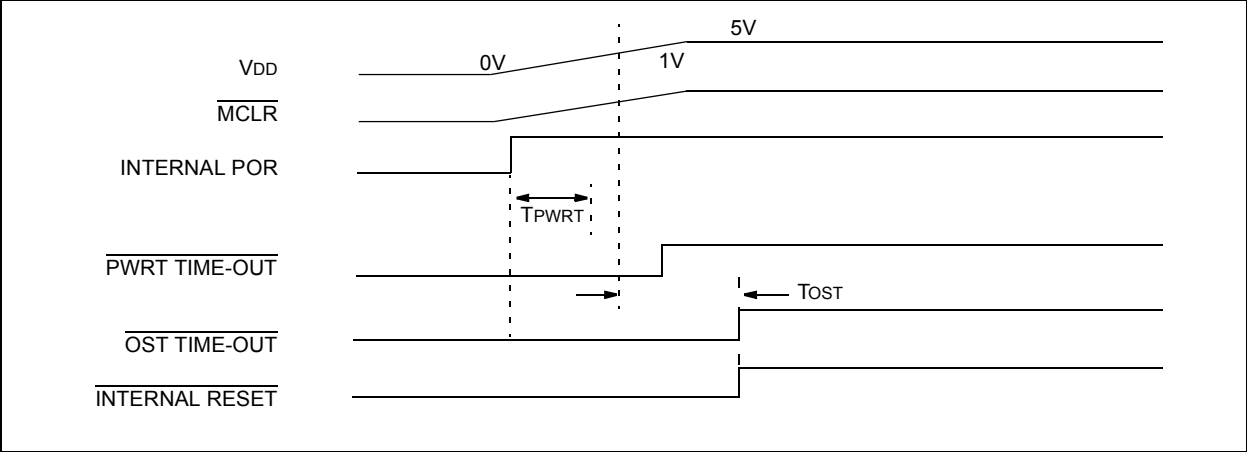 5V
VDD
0V
1V
MCLR
INTERNAL POR
TPWRT
PWRT TIME-OUT
TOST
OST TIME-OUT
INTERNAL RESET